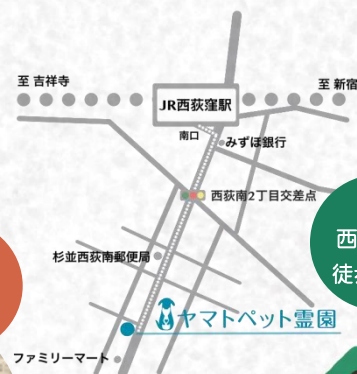 至 吉祥寺
至 新宿
JR西荻窪駅
南口
みずほ銀行
西荻南2丁目交差点
西
徒
杉並西荻南郵便局
ヤマトペット霊園
ファミリーマート